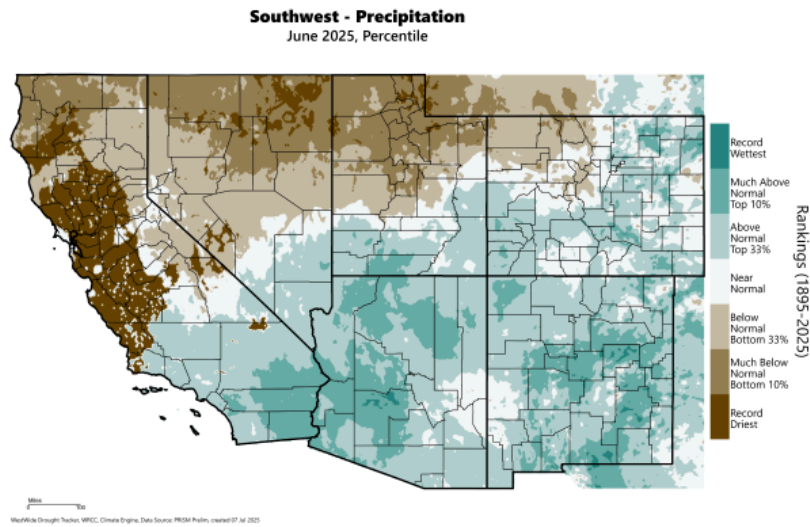 Southwest - Precipitation
June 2025, Percentile
Record
Wettest
Much Above
Normal
Top 10%
Above
Normal
Top 33%
Near
Normal
Below
Normal
Bottom 33%
Much Below
Normal
Bottom 10%
Record
Driest
Rankings (1895-2025)
Miles
WestWide Drought Tracker, WRCC, Climate Engine, Data Source: PRISM Prelim, created 07 Jul 2025